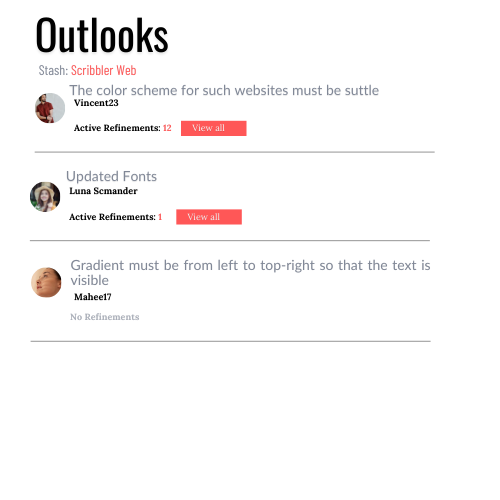 Outlooks
Stash: Scribbler Web
The color scheme for such websites must be suttle
Vincent23
Active Refinements: 12 View all
Updated Fonts
Luna Scmander
Active Refinements: 1 View all
Gradient must be from left to top-right so that the text is
visible
Mahee17
No Refinements